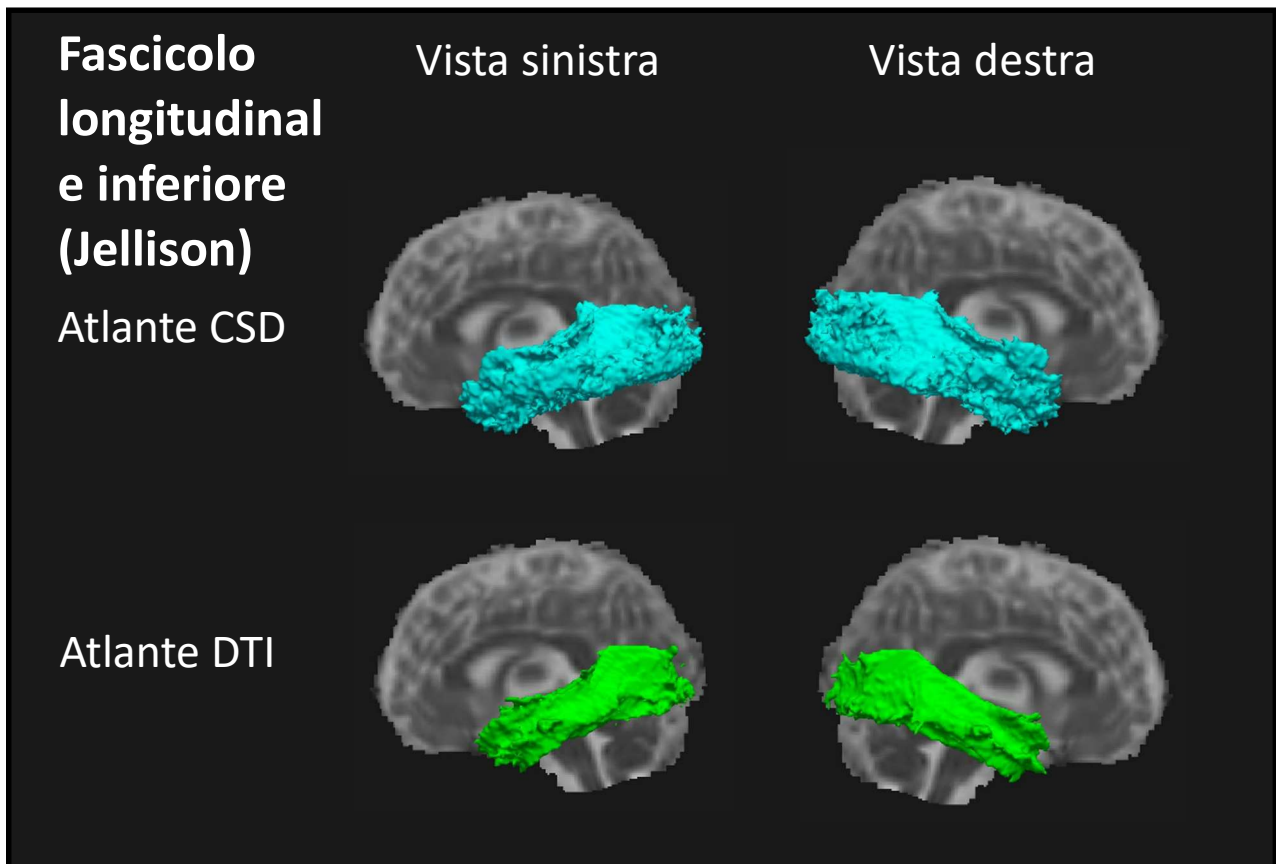 Fascicolo
longitudinal
e inferiore
(Jellison)
Vista sinistra
Vista destra
Atlante CSD
Atlante DTI